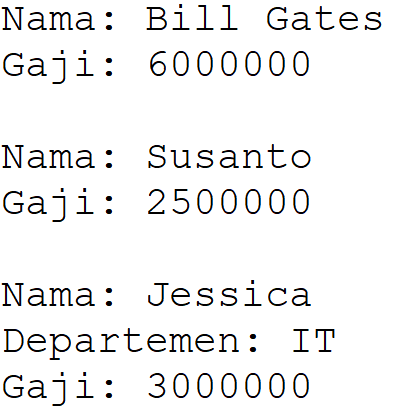 Nama: Bill Gates
Gaji: 6000000
Nama: Susanto
Gaji: 2500000
Nama: Jessica
Departemen: IT
Gaji: 3000000